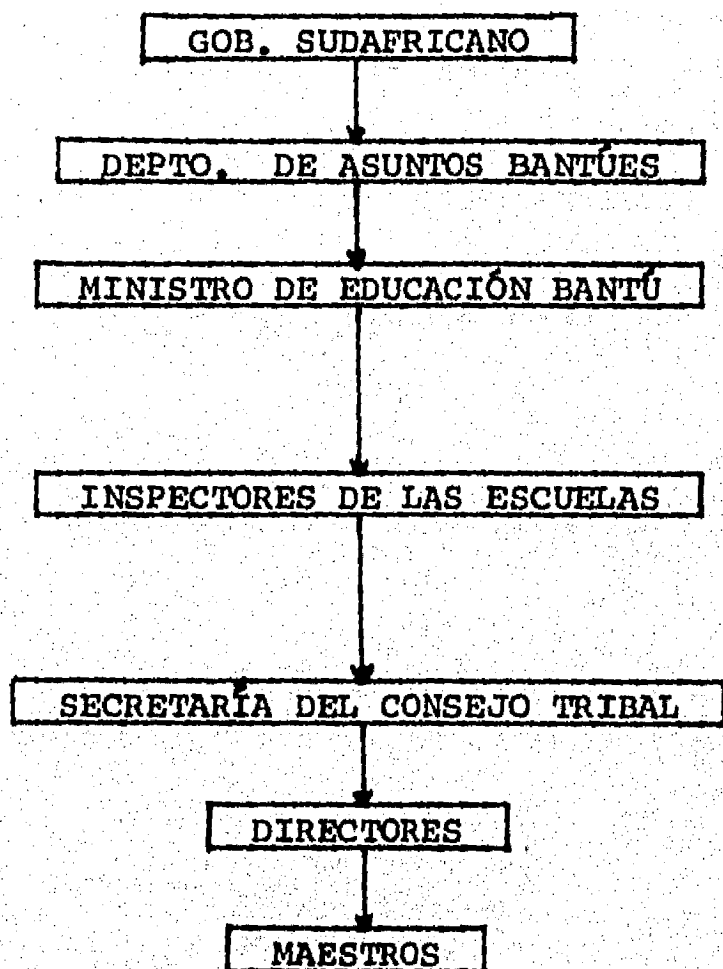 GOB. SUDAFRICANO
DEPTO. DE ASUNTOS BANTÚES
MINISTRO DE EDUCACIÓN BANTÚ
INSPECTORES DE LAS ESCUELAS
SECRETARÍA DEL CONSEJO TRIBAL
DIRECTORES
MAESTROS